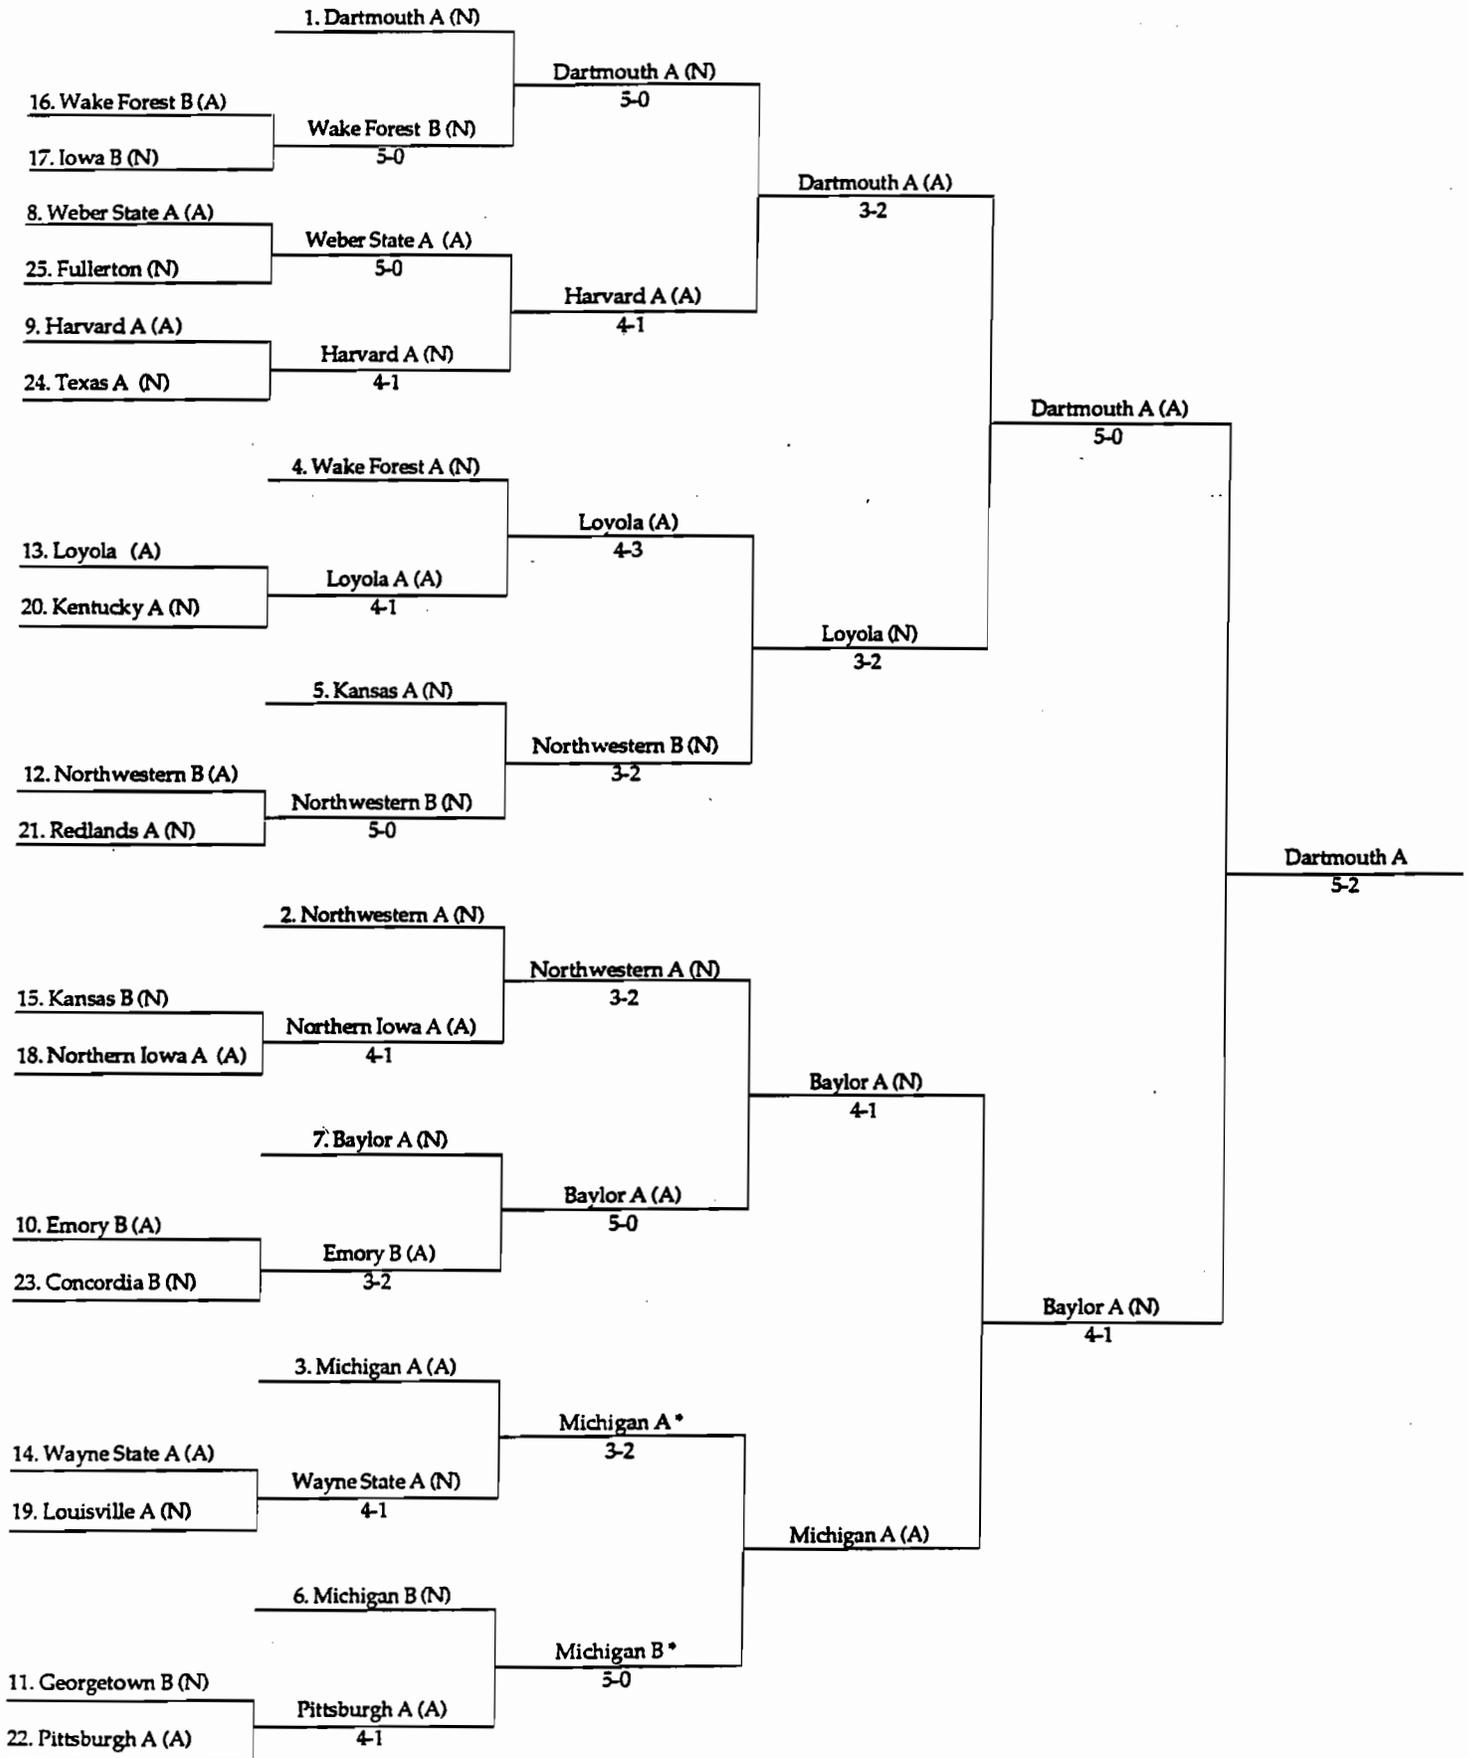 1. Dartmouth A (N)
Dartmouth A (N)
5-0
16. Wake Forest B (A)
Wake Forest B (N)
5-0
17. Iowa B (N)
Dartmouth A (A)
3-2
8. Weber State A (A)
Weber State A (A)
5-0
25. Fullerton (N)
Harvard A (A)
4-1
9. Harvard A (A)
Harvard A (N)
4-1
24. Texas A (N)
Dartmouth A (A)
5-0
4. Wake Forest A (N)
Loyola (A)
4-3
13. Loyola (A)
Loyola A (A)
4-1
20. Kentucky A (N)
Loyola (N)
3-2
5. Kansas A (N)
Northwestern B (N)
3-2
12. Northwestern B (A)
Northwestern B (N)
5-0
21. Redlands A (N)
Dartmouth A
5-2
2. Northwestern A (N)
Northwestern A (N)
3-2
15. Kansas B (N)
Northern Iowa A (A)
4-1
18. Northern Iowa A (A)
Baylor A (N)
4-1
7. Baylor A (N)
Baylor A (A)
5-0
10. Emory B (A)
Emory B (A)
3-2
23. Concordia B (N)
Baylor A (N)
4-1
3. Michigan A (A)
Michigan A *
3-2
14. Wayne State A (A)
Wayne State A (N)
4-1
19. Louisville A (N)
Michigan A (A)
6. Michigan B (N)
Michigan B *
5-0
11. Georgetown B (N)
Pittsburgh A (A)
4-1
22. Pittsburgh A (A)